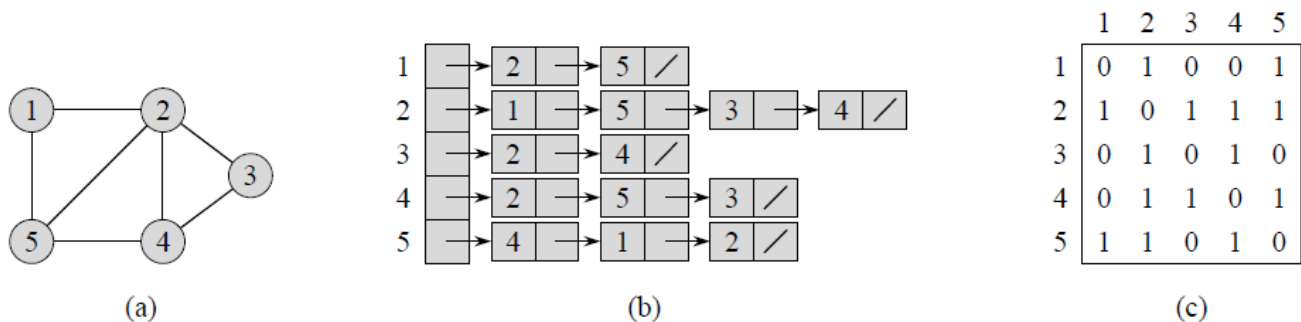 1 2
3
5 4
(a)
1 2 5 /
2 1 5 3 4 /
3 2 4 /
4 2 5 3 /
5 4 1 2 /
(b)
1 2 3 4 5
1 0 1 0 0 1
2 1 0 1 1 1
3 0 1 0 1 0
4 0 1 1 0 1
5 1 1 0 1 0
(c)